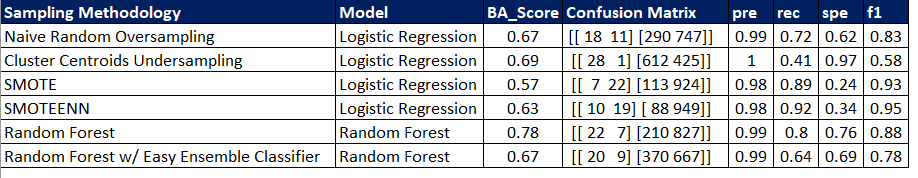 Sampling Methodology Model BA_Score Confusion Matrix pre rec spe f1
Naive Random Oversampling Logistic Regression 0.67 [[ 18 11] [290 747]] 0.99 0.72 0.62 0.83
Cluster Centroids Undersampling Logistic Regression 0.69 [[ 28 1] [612 425]] 1 0.41 0.97 0.58
SMOTE Logistic Regression 0.57 [[ 7 22] [113 924]] 0.98 0.89 0.24 0.93
SMOTEENN Logistic Regression 0.63 [[ 10 19] [ 88 949]] 0.98 0.92 0.34 0.95
Random Forest Random Forest 0.78 [[ 22 7] [210 827]] 0.99 0.8 0.76 0.88
Random Forest w/ Easy Ensemble Classifier Random Forest 0.67 [[ 20 9] [370 667]] 0.99 0.64 0.69 0.78